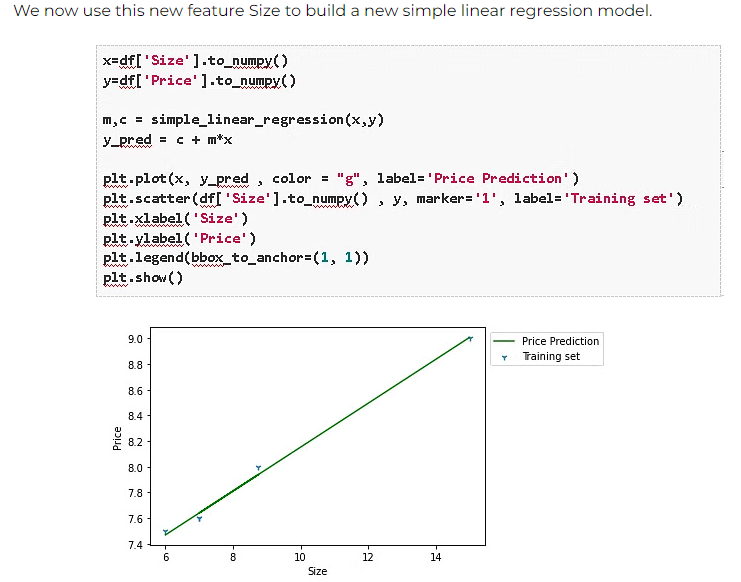 We now use this new feature Size to build a new simple linear regression model.
x=df['Size'].to_numpy()
y=df['Price'].to_numpy()
m,c = simple_linear_regression(x,y)
y_pred = c + m*x
plt.plot(x, y_pred , color = "g", label='Price Prediction')
plt.scatter(df['Size'].to_numpy() , y, marker='1', label='Training set')
plt.xlabel('Size')
plt.ylabel('Price')
plt.legend(bbox_to_anchor=(1, 1))
plt.show()
Price
9.0
8.8
8.6
8.4
8.2
8.0
7.8
7.6
7.4
6 8 10 12 14
Size
Price Prediction
Training set